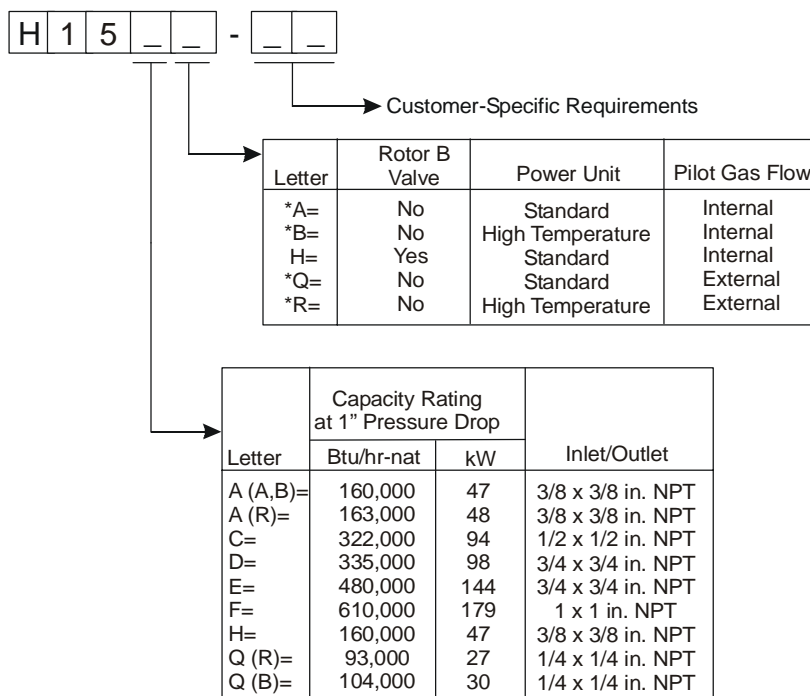 H 1 5 _ _ - _ _
Customer-Specific Requirements
Letter Rotor B Valve Power Unit Pilot Gas Flow
*A= No Standard Internal
*B= No High Temperature Internal
H= Yes Standard Internal
*Q= No Standard External
*R= No High Temperature External
Capacity Rating
at 1" Pressure Drop
Letter Btu/hr-nat kW Inlet/Outlet
A (A,B)= 160,000 47 3/8 x 3/8 in. NPT
A (R)= 163,000 48 3/8 x 3/8 in. NPT
C= 322,000 94 1/2 x 1/2 in. NPT
D= 335,000 98 3/4 x 3/4 in. NPT
E= 480,000 144 3/4 x 3/4 in. NPT
F= 610,000 179 1 x 1 in. NPT
H= 160,000 47 3/8 x 3/8 in. NPT
Q (R)= 93,000 27 1/4 x 1/4 in. NPT
Q (B)= 104,000 30 1/4 x 1/4 in. NPT